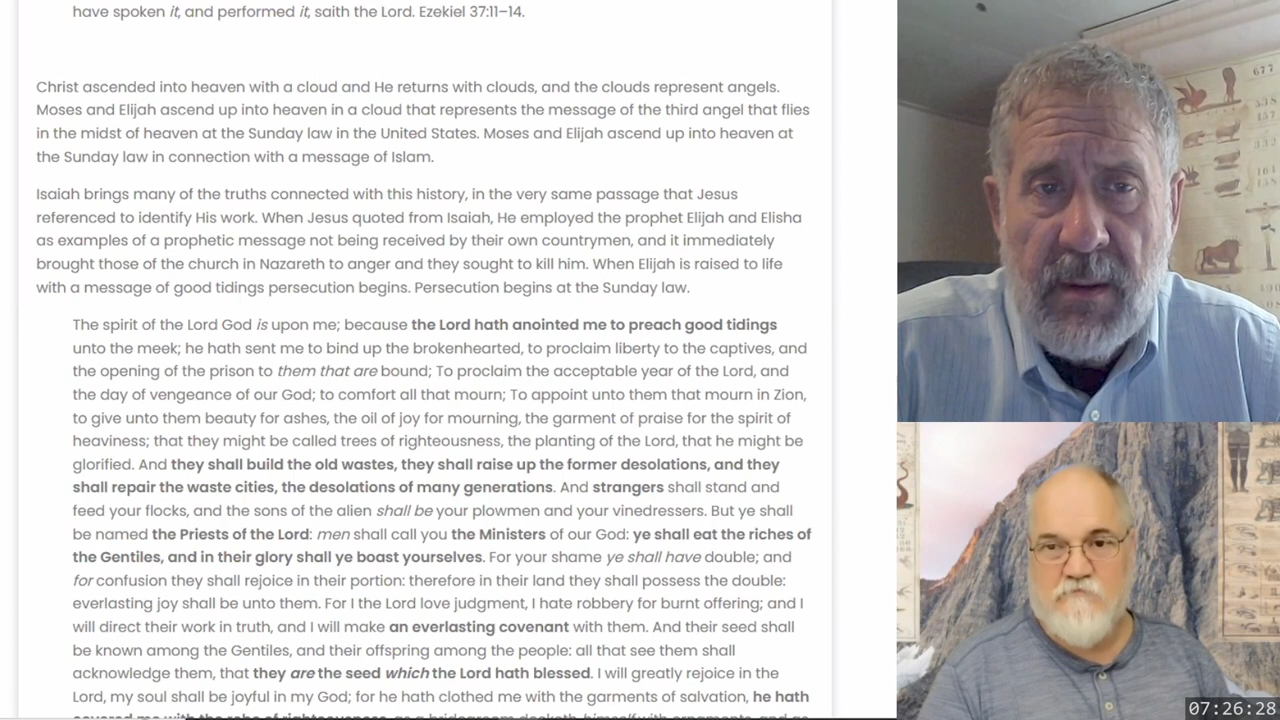 have spoken it, and performed it, saith the Lord. Ezekiel 37:11–14.
Christ ascended into heaven with a cloud and He returns with clouds, and the clouds represent angels.
Moses and Elijah ascend up into heaven in a cloud that represents the message of the third angel that flies
in the midst of heaven at the Sunday law in the United States. Moses and Elijah ascend up into heaven at
the Sunday law in connection with a message of Islam.
Isaiah brings many of the truths connected with this history, in the very same passage that Jesus
referenced to identify His work. When Jesus quoted from Isaiah, He employed the prophet Elijah and Elisha
as examples of a prophetic message not being received by their own countrymen, and it immediately
brought those of the church in Nazareth to anger and they sought to kill him. When Elijah is raised to life
with a message of good tidings persecution begins. Persecution begins at the Sunday law.
The spirit of the Lord God is upon me; because the Lord hath anointed me to preach good tidings
unto the meek; he hath sent me to bind up the brokenhearted, to proclaim liberty to the captives, and
the opening of the prison to them that are bound; To proclaim the acceptable year of the Lord, and
the day of vengeance of our God; to comfort all that mourn; To appoint unto them that mourn in Zion,
to give unto them beauty for ashes, the oil of joy for mourning, the garment of praise for the spirit of
heaviness; that they might be called trees of righteousness, the planting of the Lord, that he might be
glorified. And they shall build the old wastes, they shall raise up the former desolations, and they
shall repair the waste cities, the desolations of many generations. And strangers shall stand and
feed your flocks, and the sons of the alien shall be your plowmen and your vinedressers. But ye shall
be named the Priests of the Lord: men shall call you the Ministers of our God: ye shall eat the riches of
the Gentiles, and in their glory shall ye boast yourselves. For your shame ye shall have double; and
for confusion they shall rejoice in their portion: therefore in their land they shall possess the double:
everlasting joy shall be unto them. For I the Lord love judgment, I hate robbery for burnt offering; and I
will direct their work in truth, and I will make an everlasting covenant with them. And their seed shall
be known among the Gentiles, and their offspring among the people: all that see them shall
acknowledge them, that they are the seed which the Lord hath blessed. I will greatly rejoice in the
Lord, my soul shall be joyful in my God; for he hath clothed me with the garments of salvation, he hath
677
07:26:28